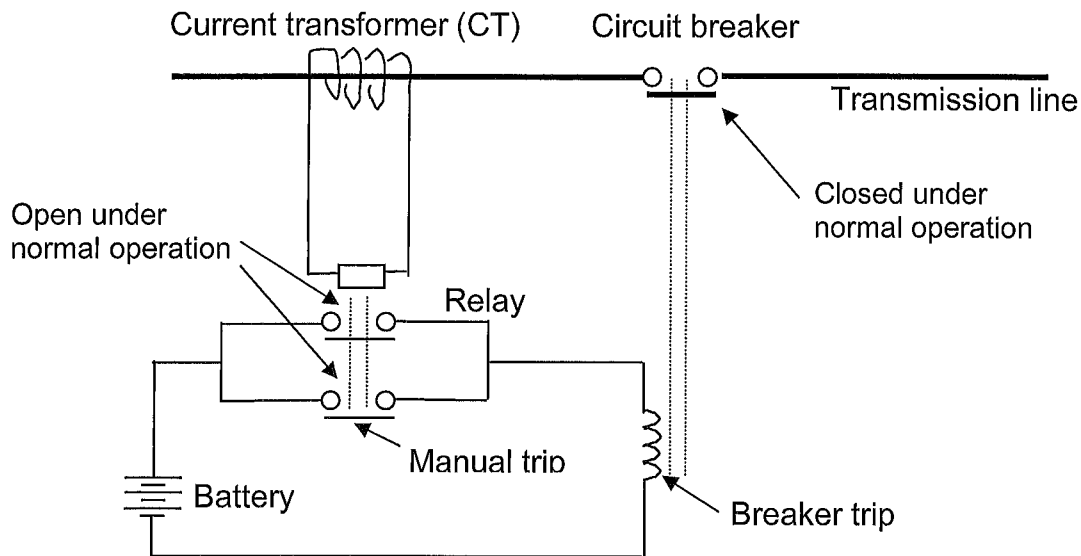 Current transformer (CT)
Circuit breaker
Transmission line
Closed under
normal operation
Open under
normal operation
Relay
Manual trip
Battery
Breaker trip